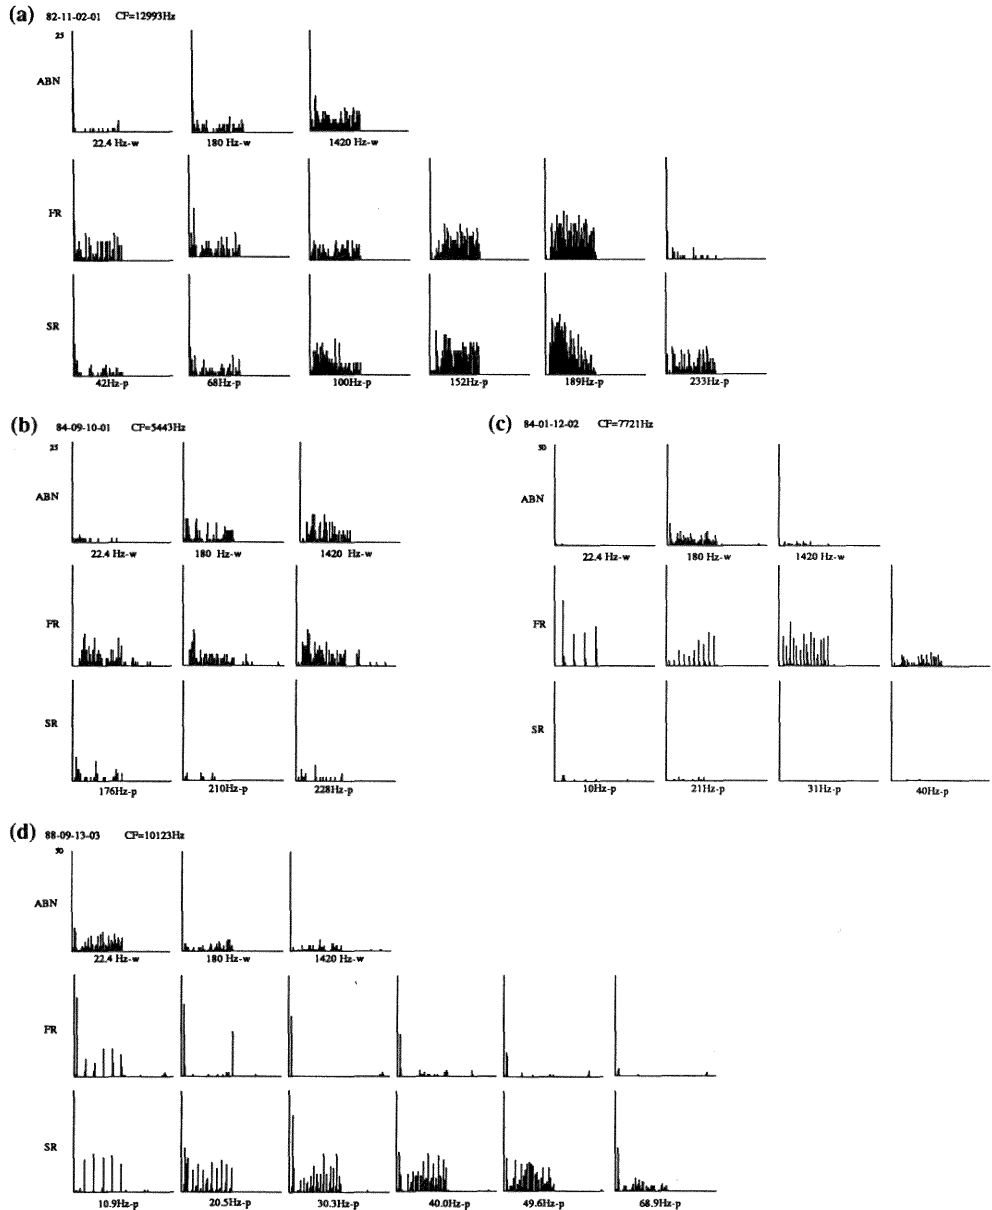 (a) 82-11-02-01 CF=12993Hz
25
ABN
22.4 Hz-w 180 Hz-w 1420 Hz-w
FR
SR
42Hz-p 68Hz-p 100Hz-p 152Hz-p 189Hz-p 233Hz-p
(b) 84-09-10-01 CF=5443Hz
25
ABN
22.4 Hz-w 180 Hz-w 1420 Hz-w
FR
SR
176Hz-p 210Hz-p 228Hz-p
(c) 84-01-12-02 CF=7721Hz
50
ABN
22.4 Hz-w 180 Hz-w 1420 Hz-w
FR
SR
10Hz-p 21Hz-p 31Hz-p 40Hz-p
(d) 88-09-13-03 CF=10123Hz
50
ABN
22.4 Hz-w 180 Hz-w 1420 Hz-w
FR
SR
10.9Hz-p 20.5Hz-p 30.3Hz-p 40.0Hz-p 49.6Hz-p 68.9Hz-p